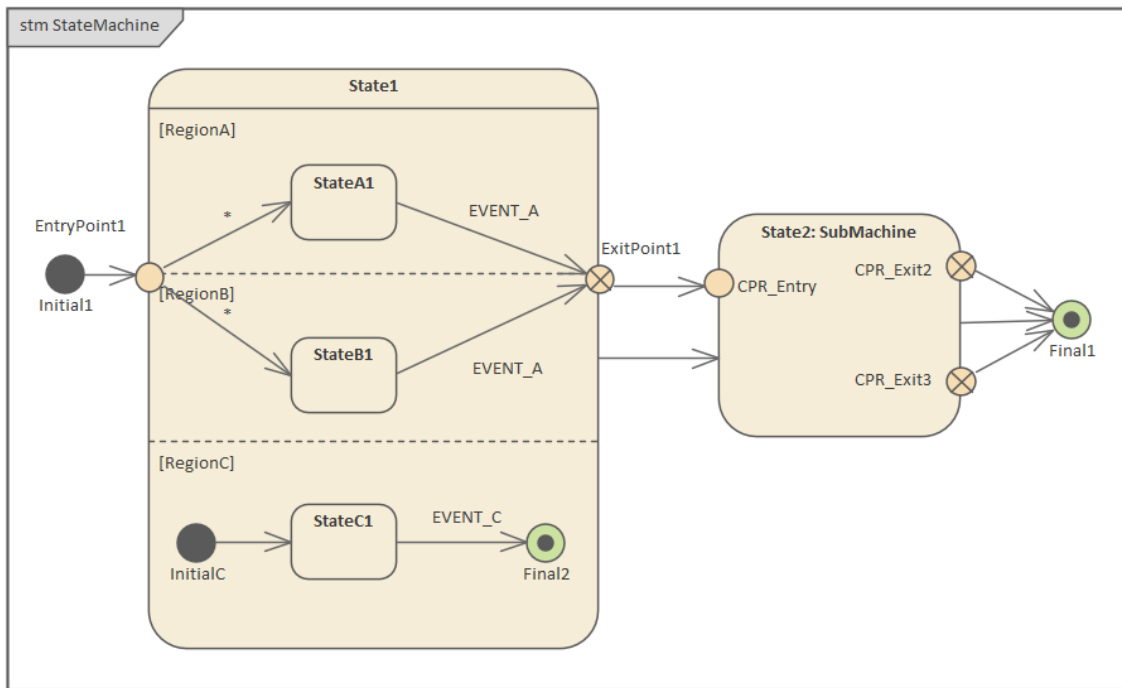 stm StateMachine
State1
[RegionA]
StateA1
EVENT_A
*
EntryPoint1
Initial1
ExitPoint1
[RegionB]
*
StateB1
EVENT_A
State2: SubMachine
CPR_Entry
CPR_Exit2
CPR_Exit3
Final1
[RegionC]
StateC1
EVENT_C
InitialC
Final2